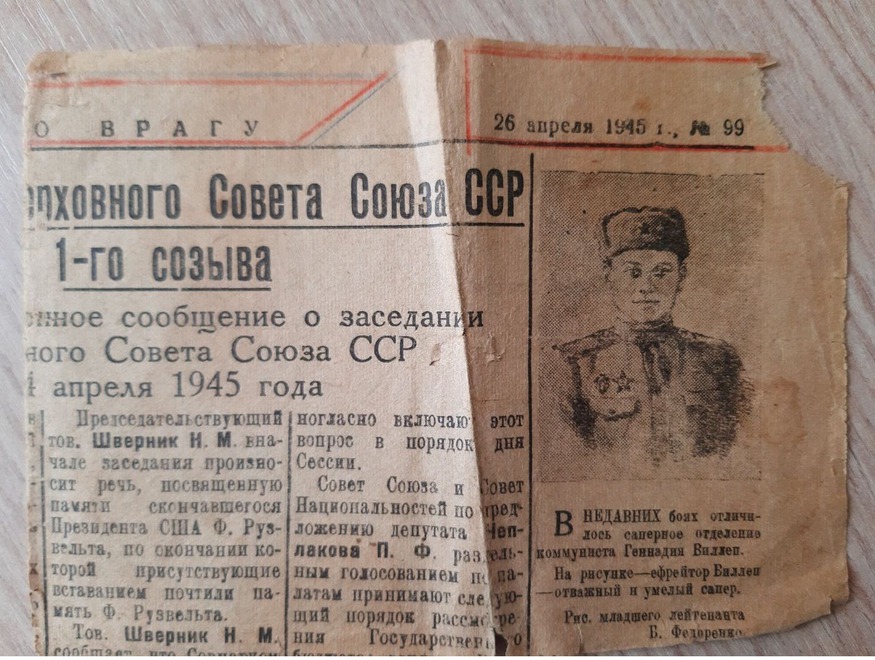 О ВРАГУ
26 апреля 1945 г., № 99
рховного Совета Союза ССР
1-го созыва
нное сообщение о заседании
ного Совета Союза ССР
апреля 1945 года
Председательствующий
тов. Шверник Н. М. вна-
чале заседания произно-
сит речь, посвященную
памяти скончавшегося
Президента США Ф. Руз-
вельта, по окончании ко-
торой присутствующие
вставанием почтили па-
мять Ф. Рузвельта.
Тов. Шверник Н. М.
сообщает, что
ногласно включают этот
вопрос в порядок дня
Сессии.
Совет Союза и Совет
Национальностей по пред-
ложению депутата Чеп-
лакова П. Ф. раздель-
ным голосованием по па-
латам принимают следую-
щий порядок рассмотре-
ния Государственного
В НЕДАВНИХ боях отличи-
лось саперное отделение
коммуниста Геннадия Виллеп.
На рисунке—ефрейтор Виллеп
—отважный и умелый сапер.
Рис. младшего лейтенанта
Б. Федоренко.